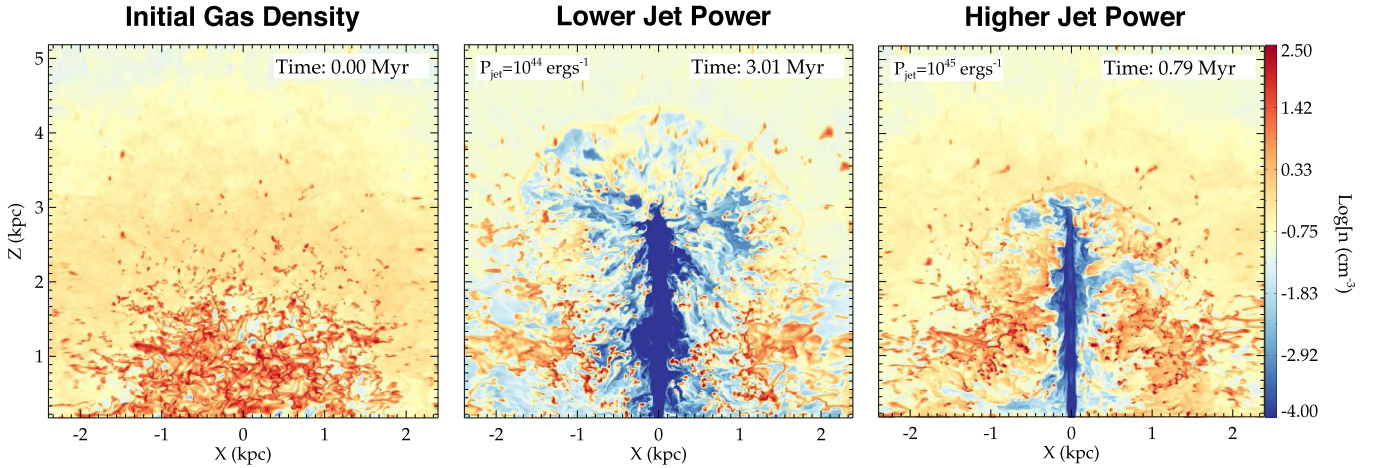 Initial Gas Density
Lower Jet Power
Higher Jet Power
Time: 0.00 Myr
P_jet=10^44 ergs^-1
Time: 3.01 Myr
P_jet=10^45 ergs^-1
Time: 0.79 Myr
Z (kpc)
5
4
3
2
1
-2 -1 0 1 2
X (kpc)
-2 -1 0 1 2
X (kpc)
-2 -1 0 1 2
X (kpc)
2.50
1.42
0.33
-0.75
-1.83
-2.92
-4.00
Log[n (cm^-3)